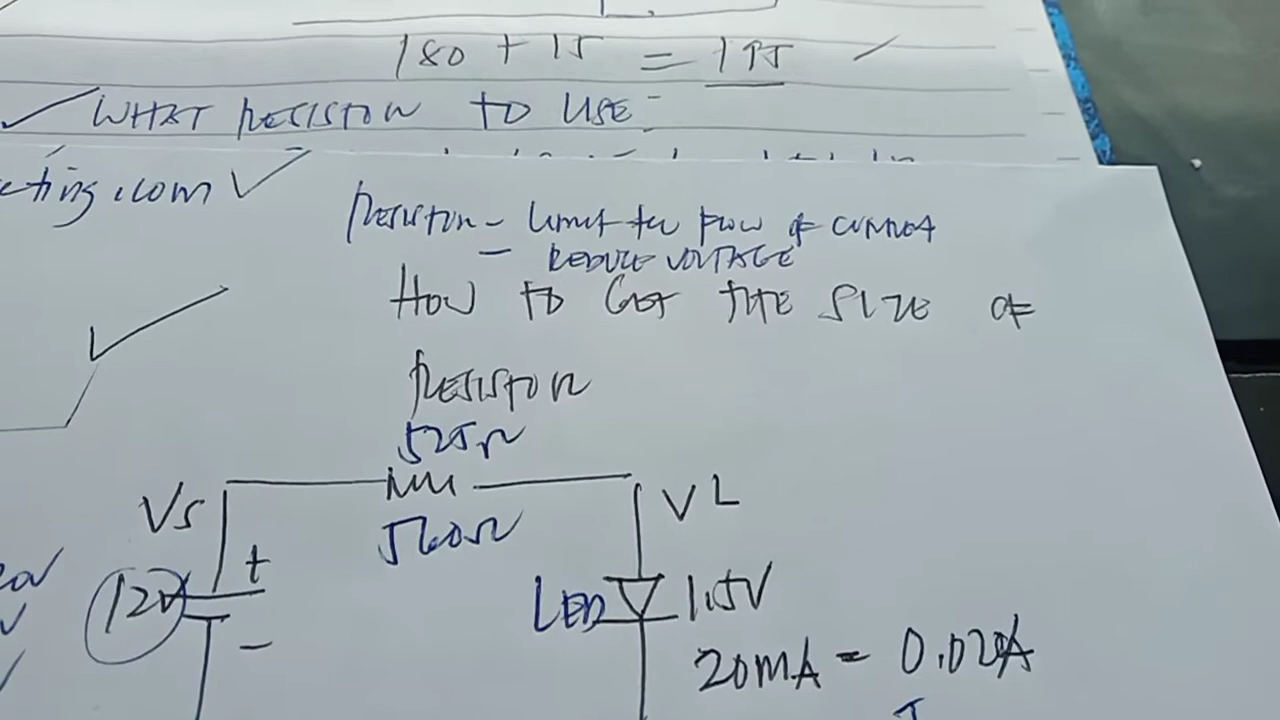 180 + 15 = 195
WHAT RESISTOR TO USE:
cting.com
RESISTOR - Limit the flow of current
- REDUCE VOLTAGE
HOW TO GET THE SIZE OF
RESISTOR
525Ω
VS
VL
560Ω
+
12V
LED
1.5V
-
20mA = 0.020A
I